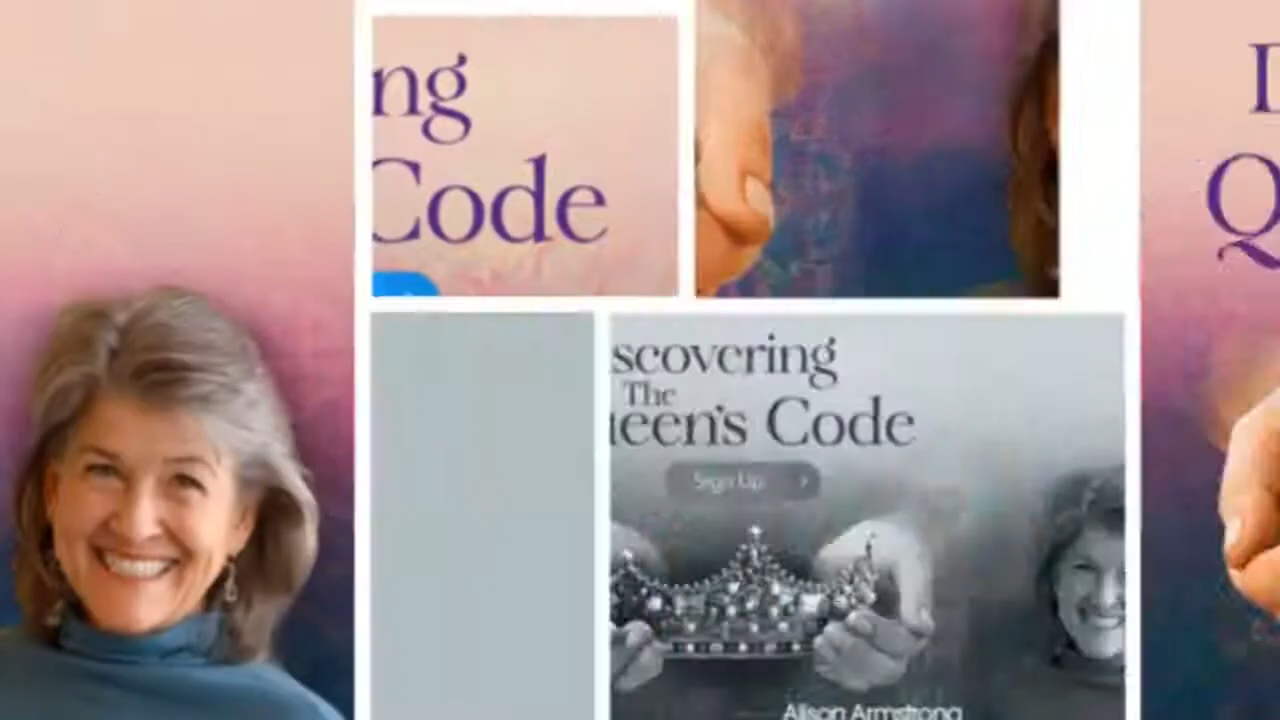 ng
Code
scovering
The
ueen's Code
Sign Up
Alison Armstrong
D
Q